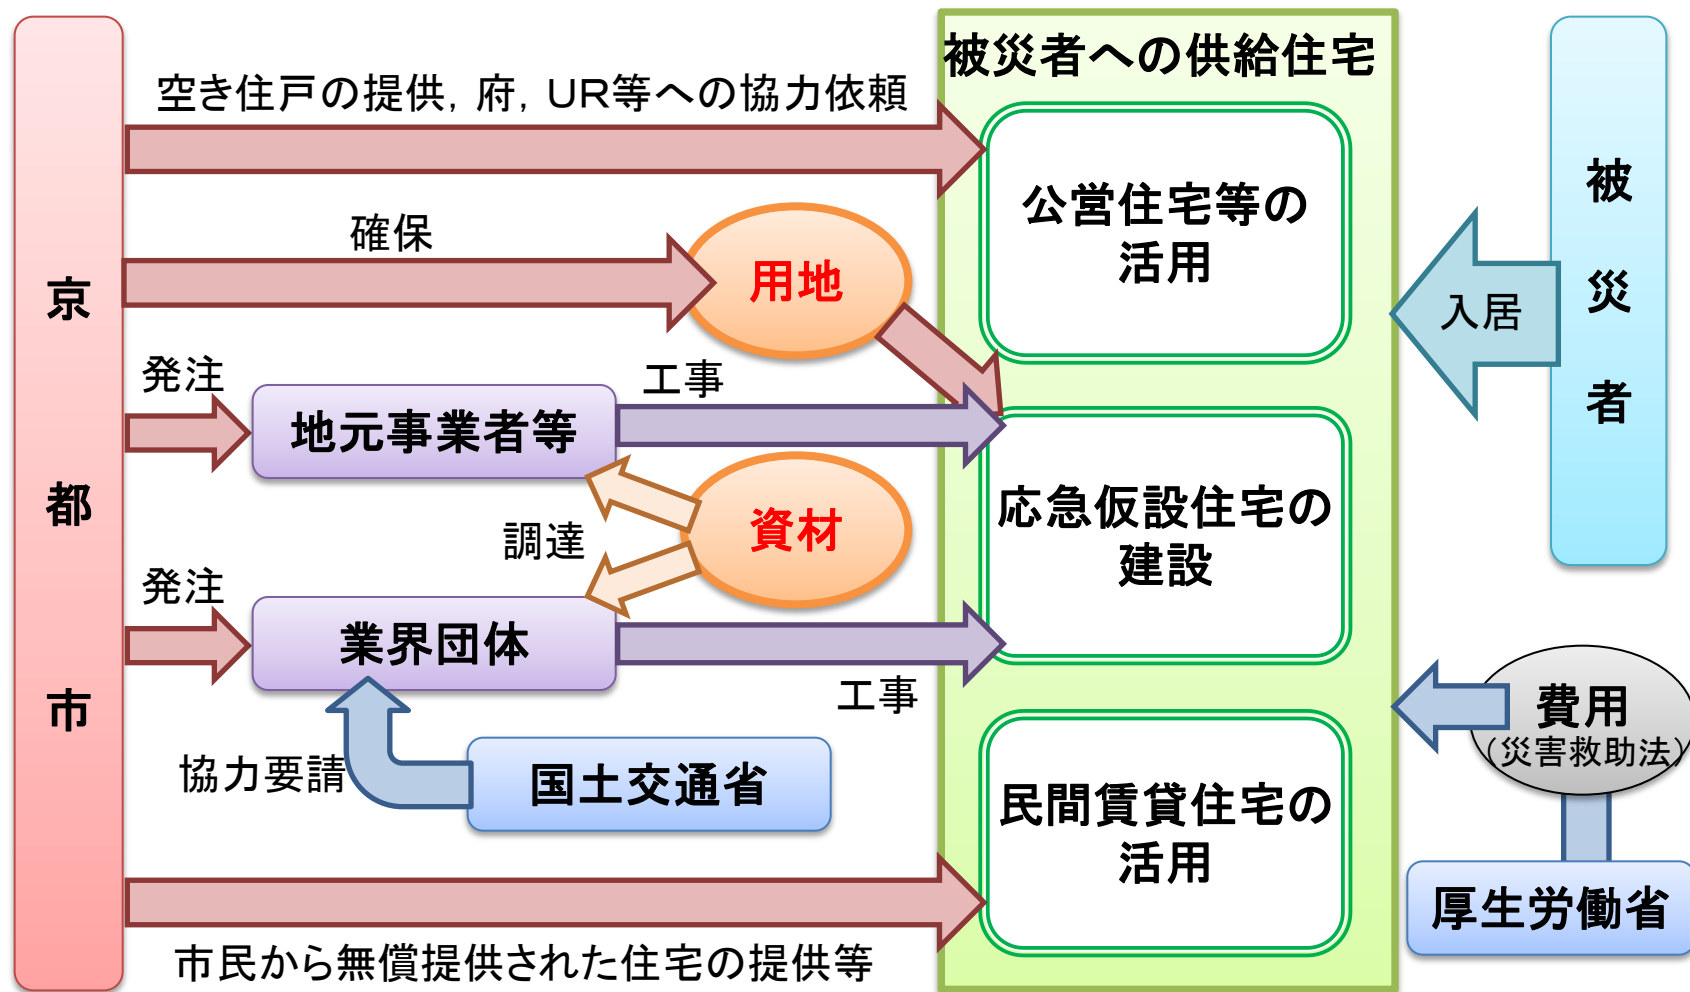 被災者への供給住宅
空き住戸の提供，府，UR等への協力依頼
公営住宅等の
活用
確保
用地
京都市
発注
地元事業者等
工事
応急仮設住宅の
建設
資材
調達
発注
業界団体
工事
協力要請
国土交通省
民間賃貸住宅の
活用
市民から無償提供された住宅の提供等
被災者
入居
費用
（災害救助法）
厚生労働省